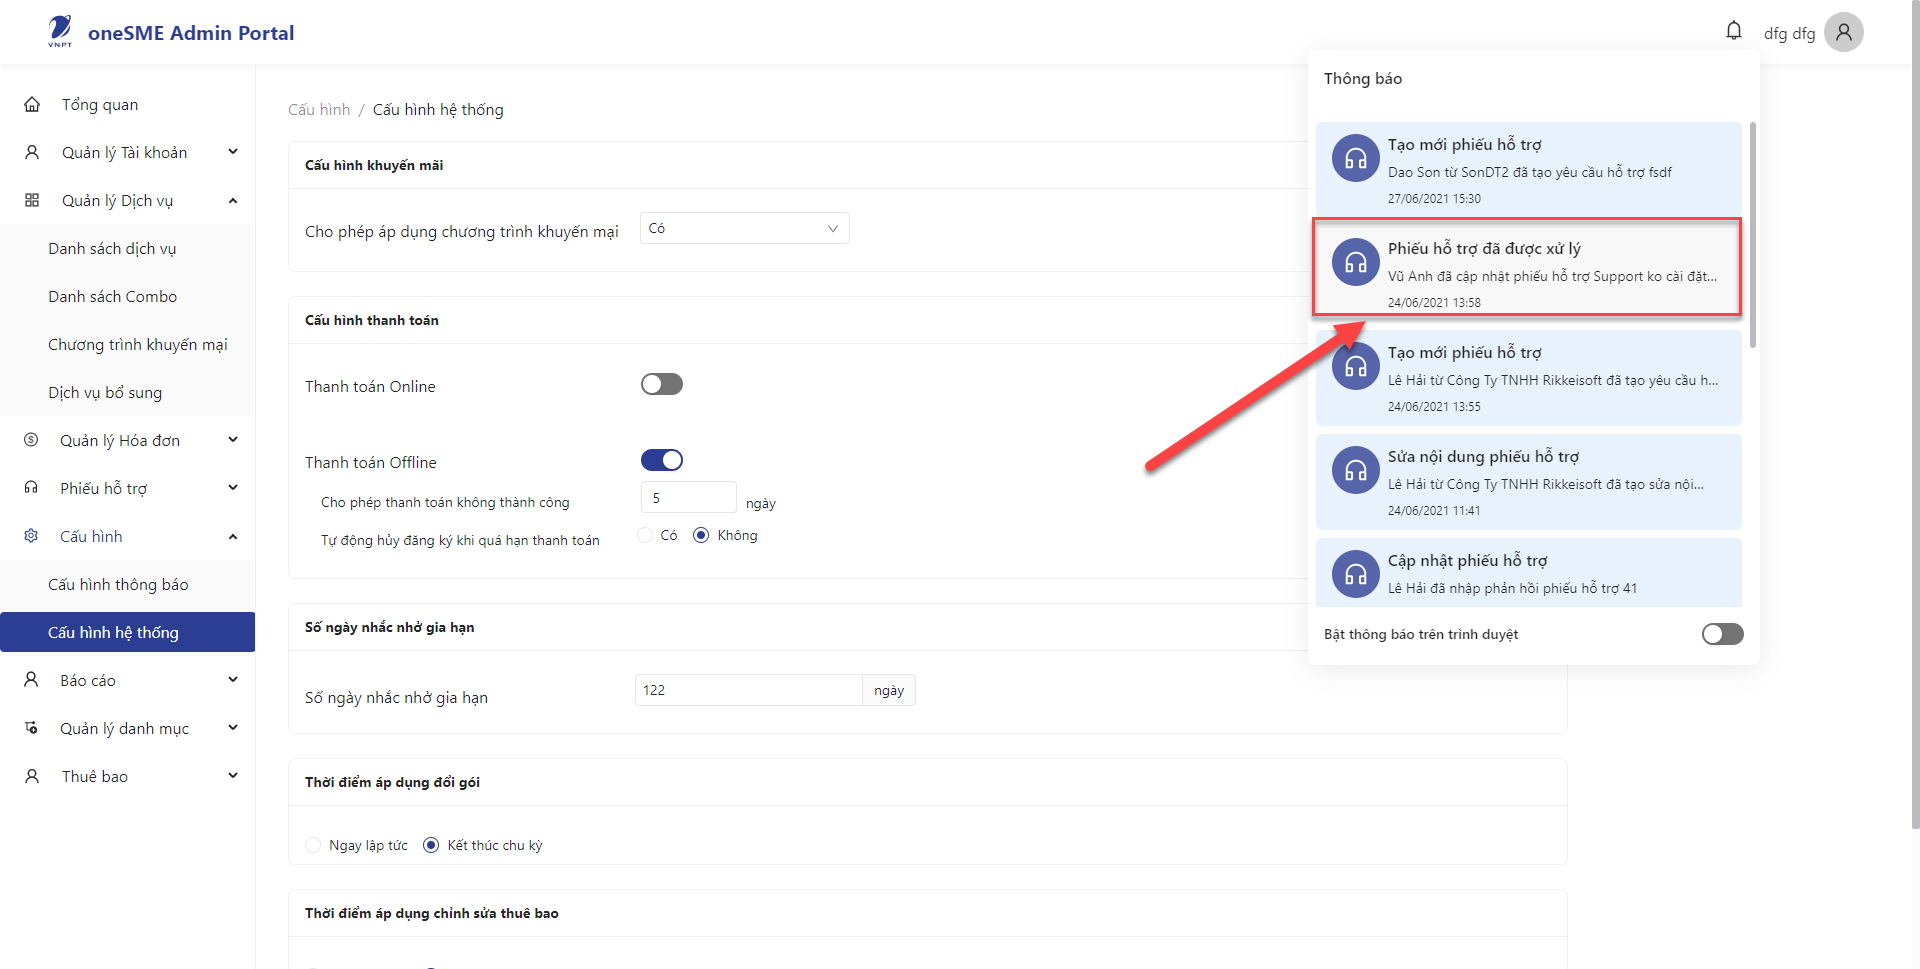 VNPT
oneSME Admin Portal
dfg dfg
Tổng quan
Quản lý Tài khoản
Quản lý Dịch vụ
Danh sách dịch vụ
Danh sách Combo
Chương trình khuyến mại
Dịch vụ bổ sung
Quản lý Hóa đơn
Phiếu hỗ trợ
Cấu hình
Cấu hình thông báo
Cấu hình hệ thống
Báo cáo
Quản lý danh mục
Thuê bao
Cấu hình / Cấu hình hệ thống
Cấu hình khuyến mãi
Cho phép áp dụng chương trình khuyến mại
Có
Cấu hình thanh toán
Thanh toán Online
Thanh toán Offline
Cho phép thanh toán không thành công
5 ngày
Tự động hủy đăng ký khi quá hạn thanh toán
Có Không
Số ngày nhắc nhở gia hạn
Số ngày nhắc nhở gia hạn
122 ngày
Thời điểm áp dụng đổi gói
Ngay lập tức Kết thúc chu kỳ
Thời điểm áp dụng chỉnh sửa thuê bao
Thông báo
Tạo mới phiếu hỗ trợ
Dao Son từ SonDT2 đã tạo yêu cầu hỗ trợ fsdf
27/06/2021 15:30
Phiếu hỗ trợ đã được xử lý
Vũ Anh đã cập nhật phiếu hỗ trợ Support ko cài đặt...
24/06/2021 13:58
Tạo mới phiếu hỗ trợ
Lê Hải từ Công Ty TNHH Rikkeisoft đã tạo yêu cầu h...
24/06/2021 13:55
Sửa nội dung phiếu hỗ trợ
Lê Hải từ Công Ty TNHH Rikkeisoft đã tạo sửa nội...
24/06/2021 11:41
Cập nhật phiếu hỗ trợ
Lê Hải đã nhập phản hồi phiếu hỗ trợ 41
Bật thông báo trên trình duyệt